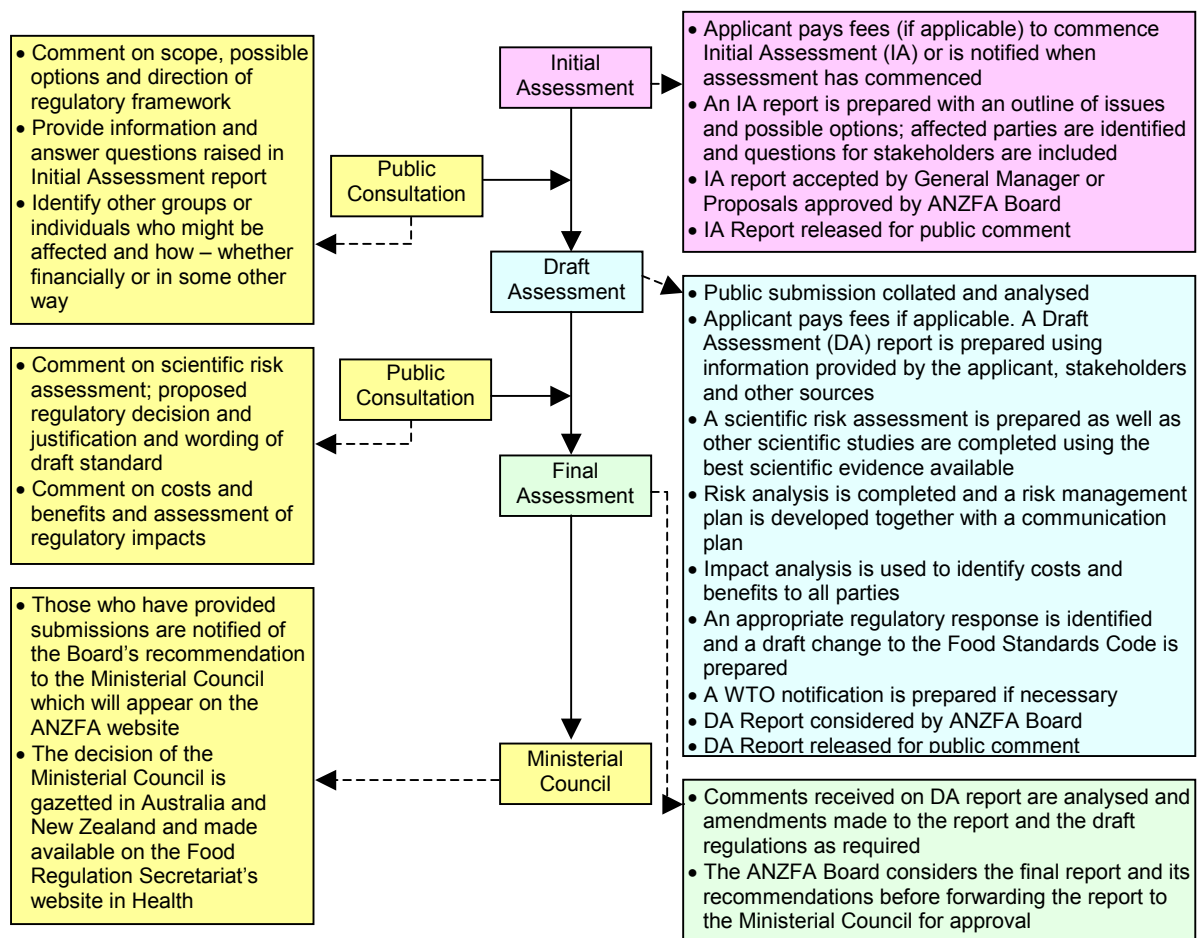 • Comment on scope, possible
options and direction of
regulatory framework
• Provide information and
answer questions raised in
Initial Assessment report
• Identify other groups or
individuals who might be
affected and how – whether
financially or in some other
way
• Comment on scientific risk
assessment; proposed
regulatory decision and
justification and wording of
draft standard
• Comment on costs and
benefits and assessment of
regulatory impacts
• Those who have provided
submissions are notified of
the Board's recommendation
to the Ministerial Council
which will appear on the
ANZFA website
• The decision of the
Ministerial Council is
gazetted in Australia and
New Zealand and made
available on the Food
Regulation Secretariat's
website in Health
Initial
Assessment
Public
Consultation
Draft
Assessment
Public
Consultation
Final
Assessment
Ministerial
Council
• Applicant pays fees (if applicable) to commence
Initial Assessment (IA) or is notified when
assessment has commenced
• An IA report is prepared with an outline of issues
and possible options; affected parties are identified
and questions for stakeholders are included
• IA report accepted by General Manager or
Proposals approved by ANZFA Board
• IA Report released for public comment
• Public submission collated and analysed
• Applicant pays fees if applicable. A Draft
Assessment (DA) report is prepared using
information provided by the applicant, stakeholders
and other sources
• A scientific risk assessment is prepared as well as
other scientific studies are completed using the
best scientific evidence available
• Risk analysis is completed and a risk management
plan is developed together with a communication
plan
• Impact analysis is used to identify costs and
benefits to all parties
• An appropriate regulatory response is identified
and a draft change to the Food Standards Code is
prepared
• A WTO notification is prepared if necessary
• DA Report considered by ANZFA Board
• DA Report released for public comment
• Comments received on DA report are analysed and
amendments made to the report and the draft
regulations as required
• The ANZFA Board considers the final report and its
recommendations before forwarding the report to
the Ministerial Council for approval